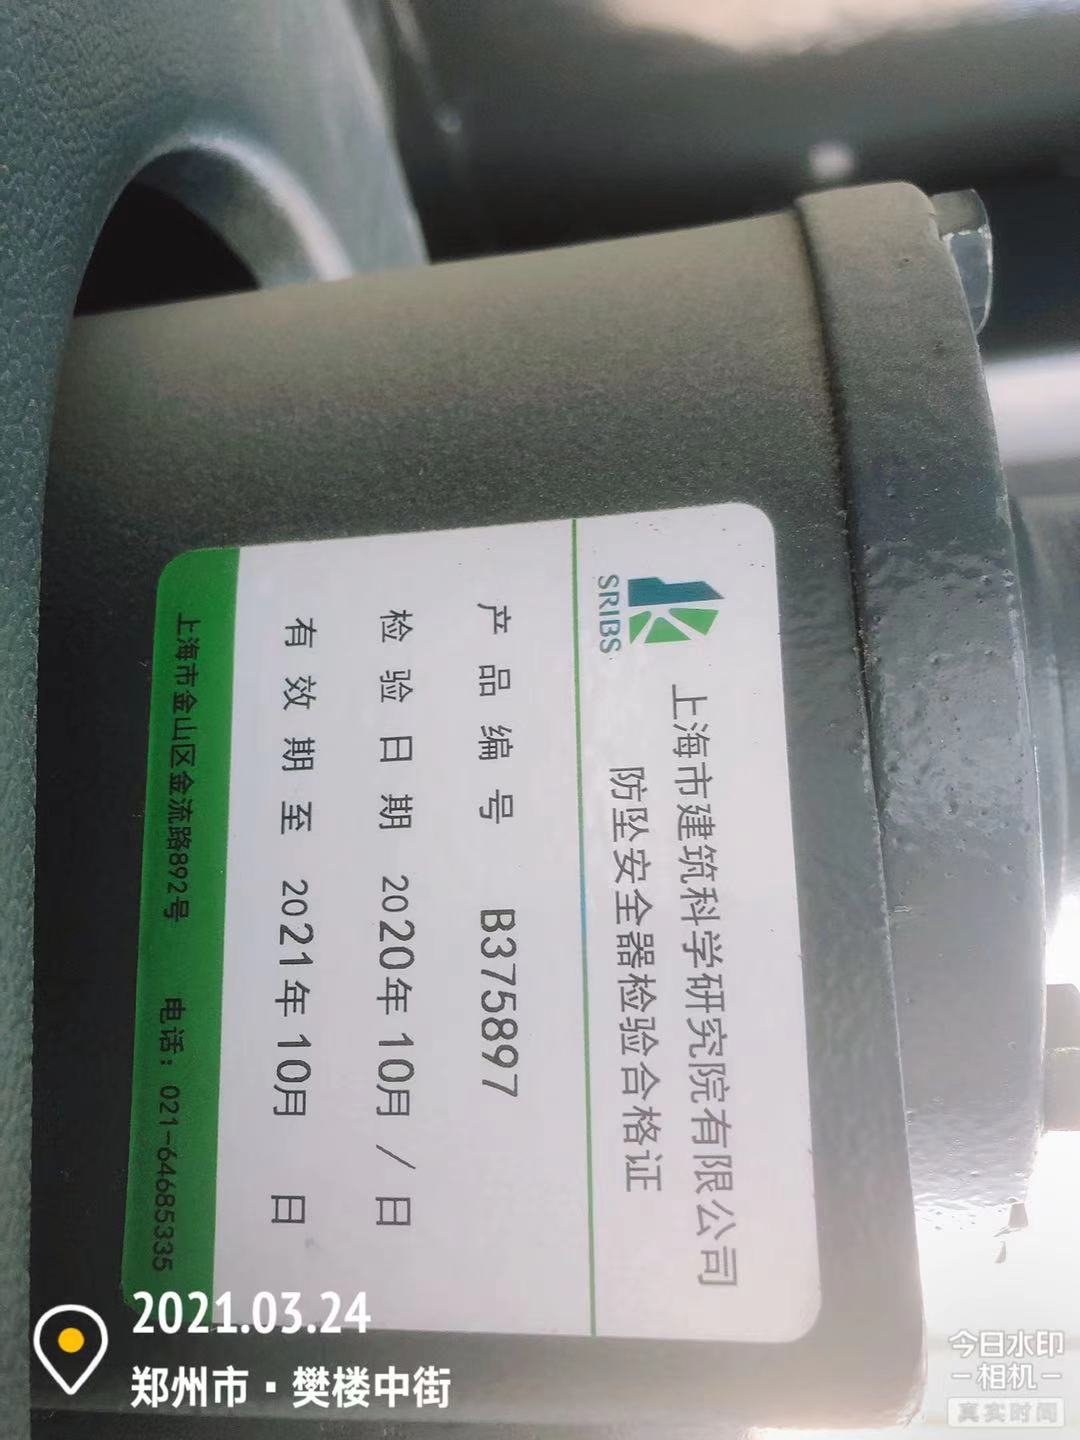 SRIBS
上海市建筑科学研究院有限公司
防坠安全器检验合格证
产品编号 B375897
检验日期 2020年10月/日
有效期至 2021年10月 日
上海市金山区金流路892号 电话：021-64685335
2021.03.24
郑州市·樊楼中街
今日水印
相机
真实时间